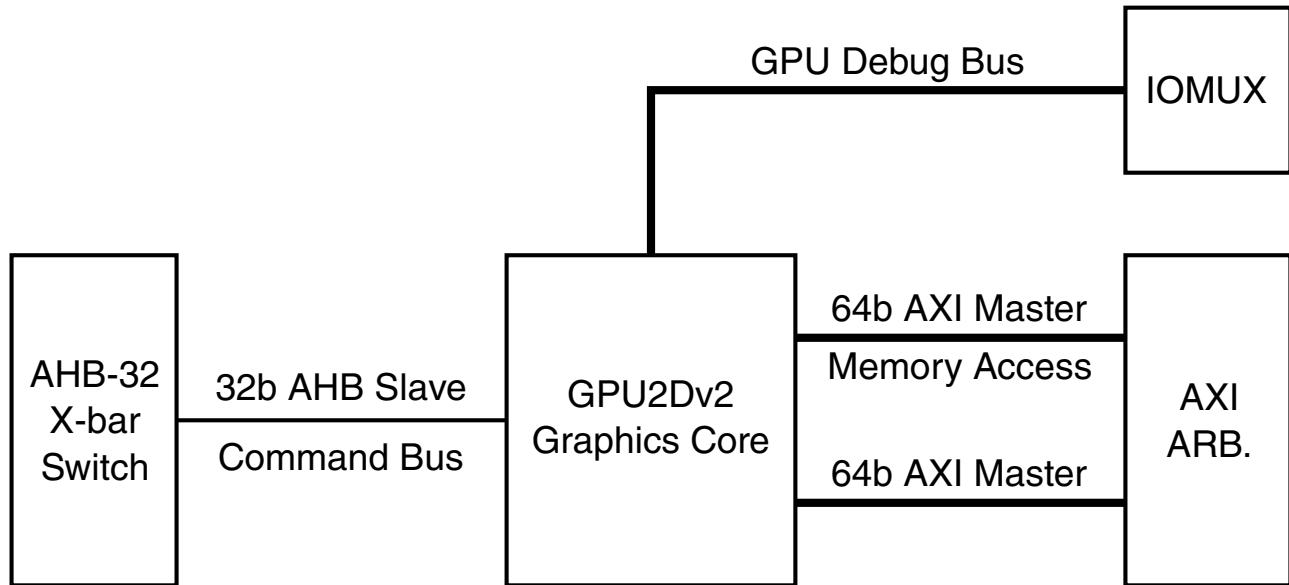 GPU Debug Bus
IOMUX
AHB-32
X-bar
Switch
32b AHB Slave
Command Bus
GPU2Dv2
Graphics Core
64b AXI Master
Memory Access
64b AXI Master
AXI
ARB.